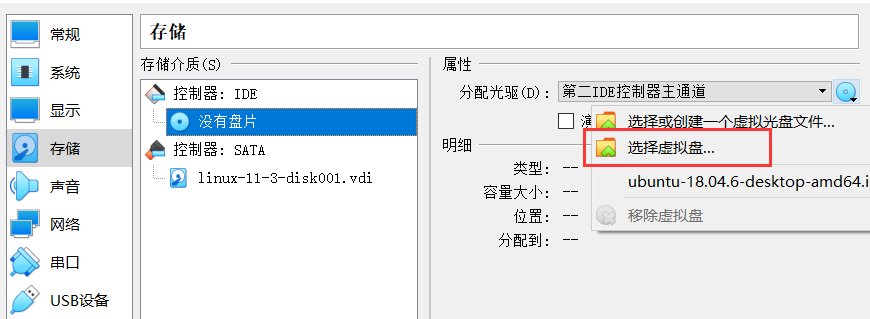 常规
系统
显示
存储
声音
网络
串口
USB设备
存储
存储介质(S)
控制器: IDE
没有盘片
控制器: SATA
linux-11-3-disk001.vdi
属性
分配光驱(D): 第二IDE控制器主通道
选择或创建一个虚拟光盘文件...
选择虚拟盘...
ubuntu-18.04.6-desktop-amd64.is
移除虚拟盘
明细
类型: --
容量大小: --
位置: --
分配到: --